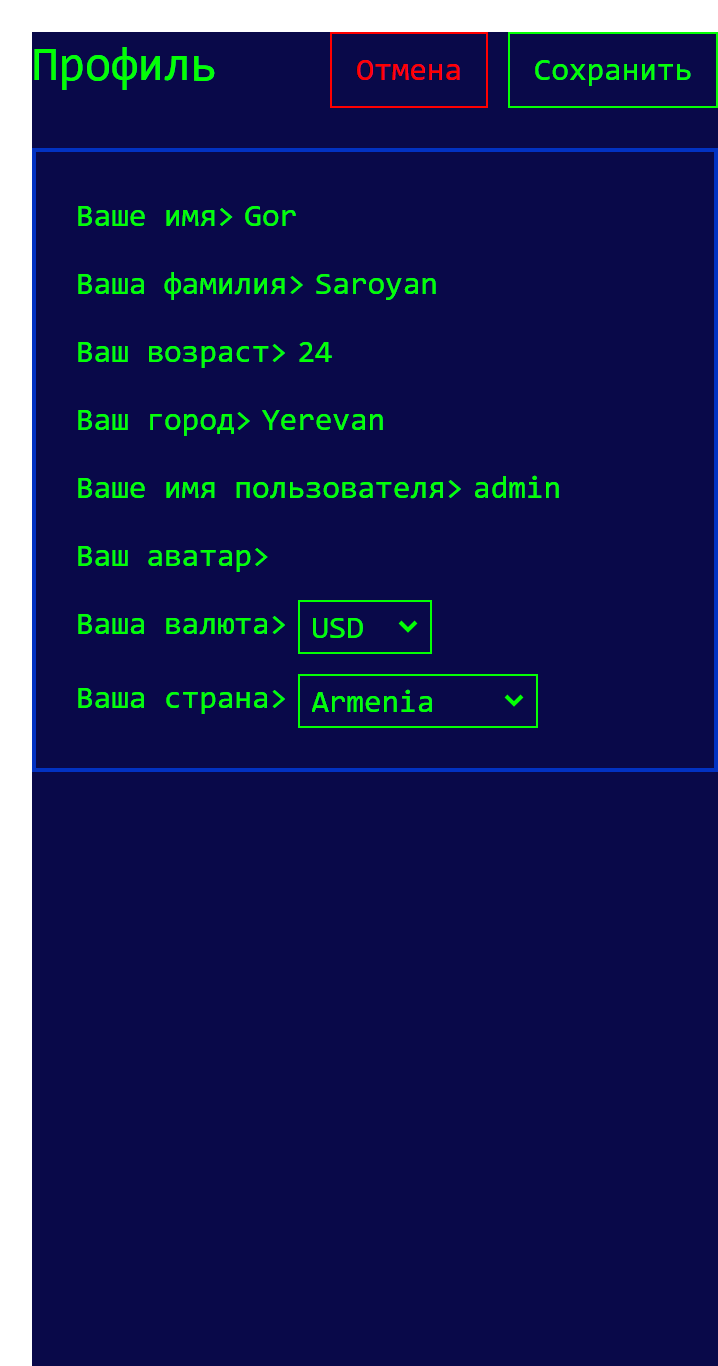 Профиль Отмена Сохранить
Ваше имя> Gor
Ваша фамилия> Saroyan
Ваш возраст> 24
Ваш город> Yerevan
Ваше имя пользователя> admin
Ваш аватар>
Ваша валюта> USD
Ваша страна> Armenia